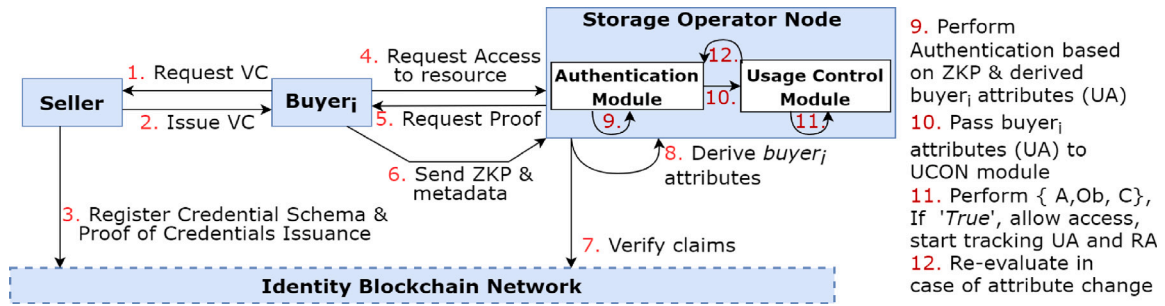 Storage Operator Node
1. Request VC
4. Request Access
to resource
12.
Authentication
Module
Usage Control
Module
Seller
Buyeri
10.
2. Issue VC
5. Request Proof
9.
11.
6. Send ZKP &
metadata
8. Derive buyeri
attributes
3. Register Credential Schema &
Proof of Credentials Issuance
7. Verify claims
Identity Blockchain Network
9. Perform
Authentication based
on ZKP & derived
buyeri attributes (UA)
10. Pass buyeri
attributes (UA) to
UCON module
11. Perform { A,Ob, C},
If 'True', allow access,
start tracking UA and RA
12. Re-evaluate in
case of attribute change